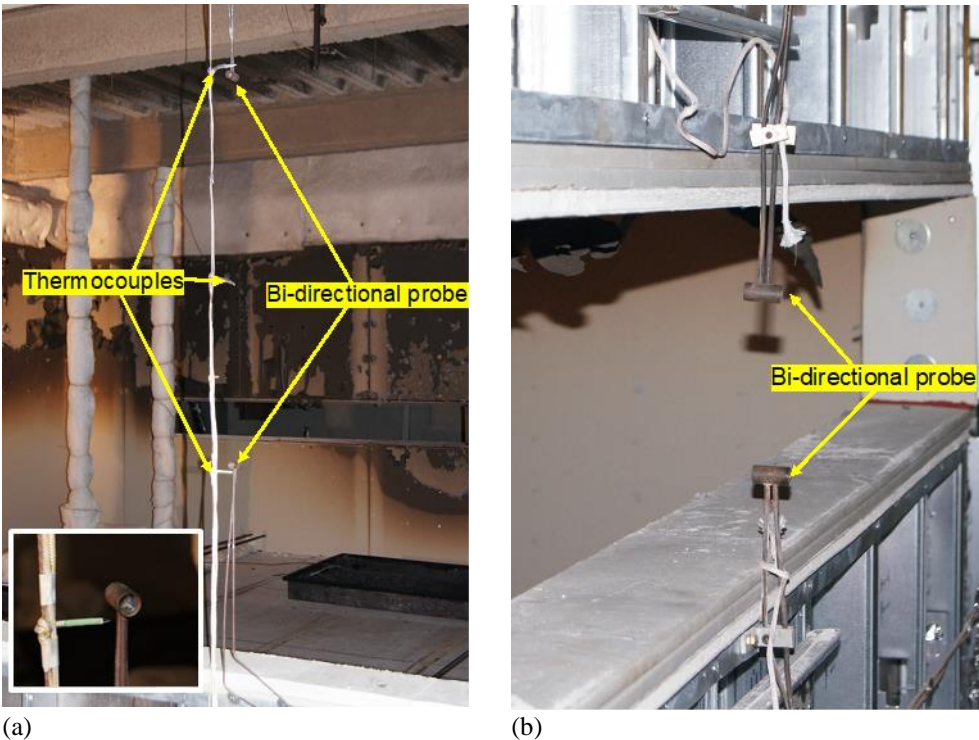 Thermocouples
Bi-directional probe
Bi-directional probe
(a)
(b)